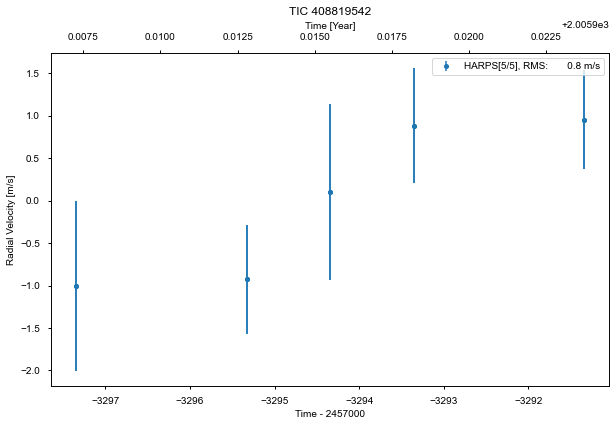 TIC 408819542
Time [Year]
+2.0059e3
0.0075 0.0100 0.0125 0.0150 0.0175 0.0200 0.0225
HARPS[5/5], RMS: 0.8 m/s
1.5
1.0
0.5
0.0
−0.5
−1.0
−1.5
−2.0
Radial Velocity [m/s]
−3297 −3296 −3295 −3294 −3293 −3292
Time - 2457000